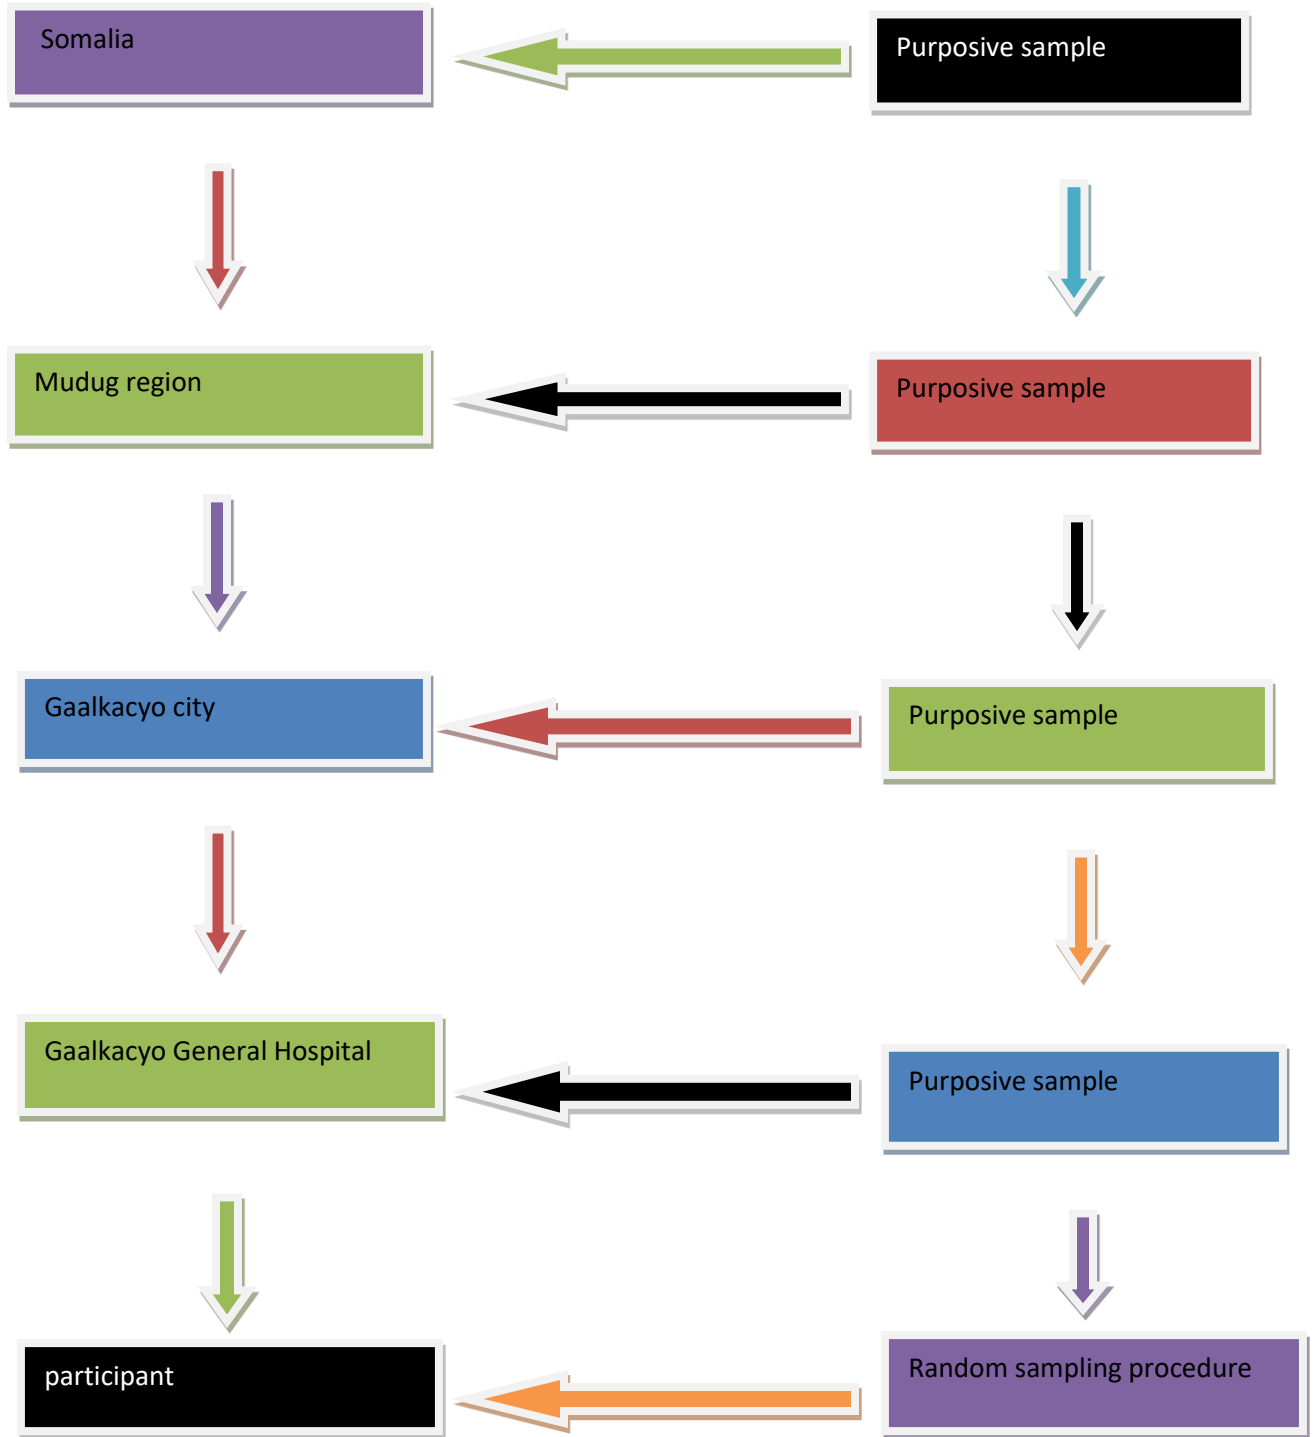 Somalia
Purposive sample
Mudug region
Purposive sample
Gaalkacyo city
Purposive sample
Gaalkacyo General Hospital
Purposive sample
participant
Random sampling procedure